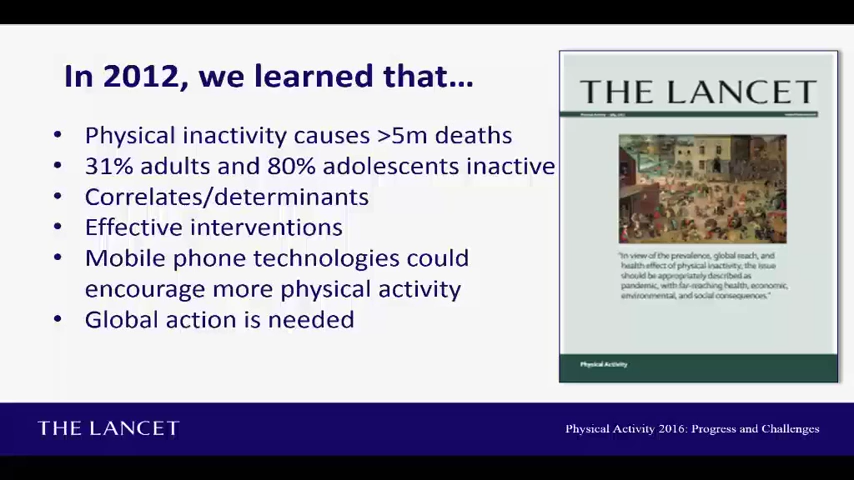 In 2012, we learned that...
• Physical inactivity causes >5m deaths
• 31% adults and 80% adolescents inactive
• Correlates/determinants
• Effective interventions
• Mobile phone technologies could
encourage more physical activity
• Global action is needed
THE LANCET
"In view of the prevalence, global reach, and
health effect of physical inactivity, the issue
should be appropriately described as
pandemic, with far-reaching health, economic,
environmental, and social consequences."
Physical Activity
THE LANCET
Physical Activity 2016: Progress and Challenges